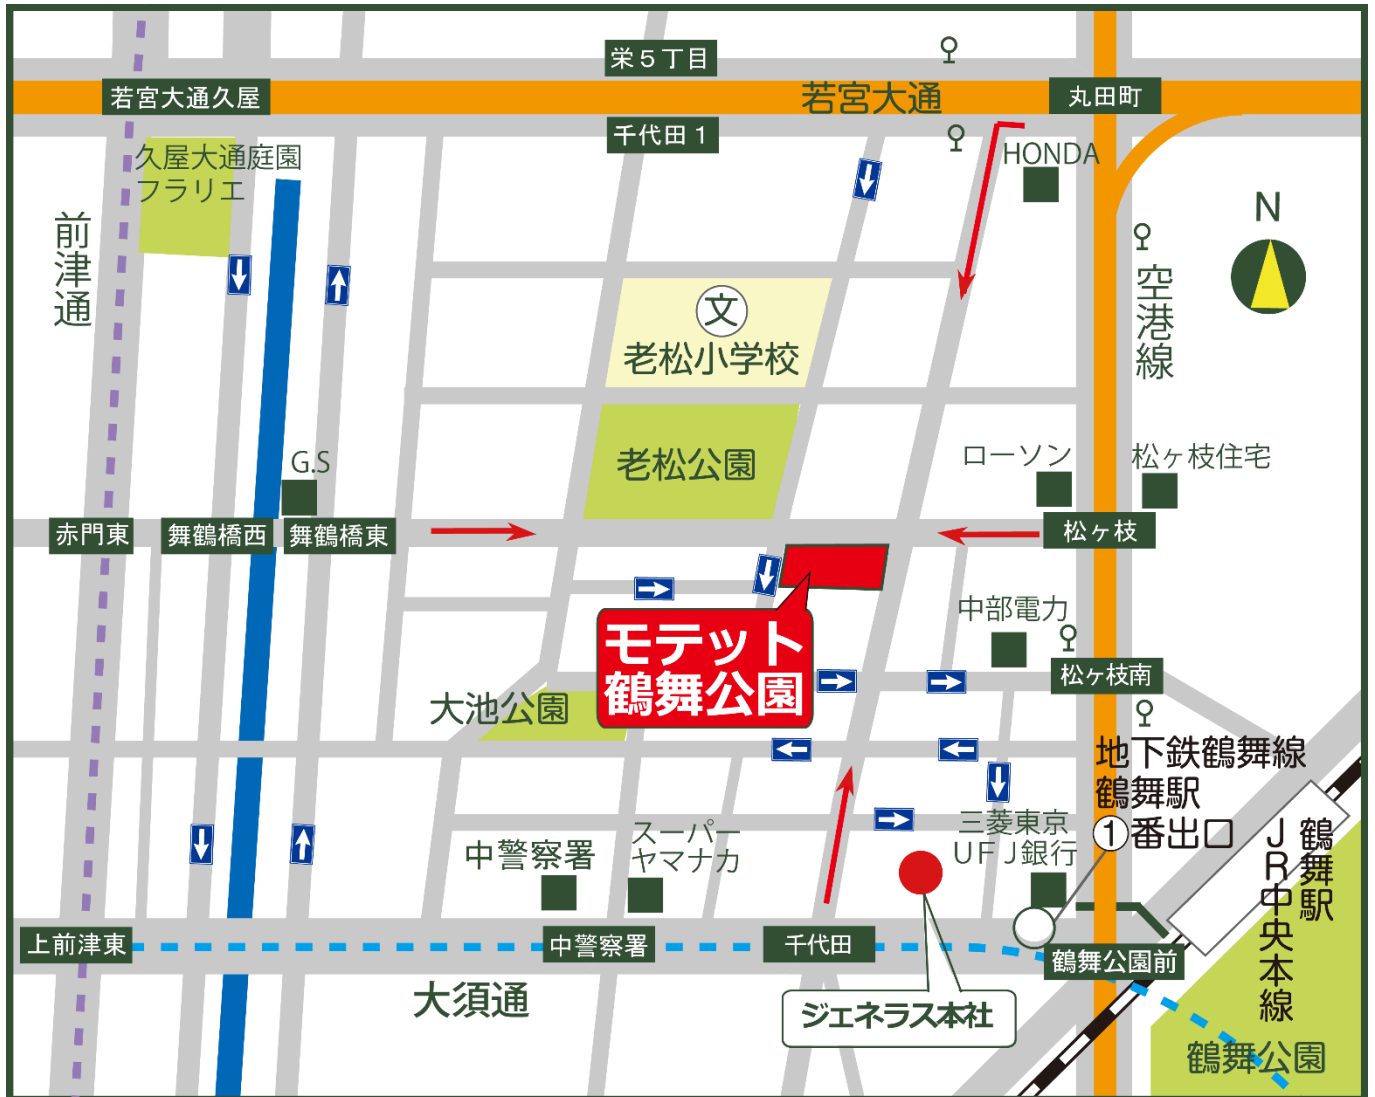 栄５丁目
若宮大通久屋
若宮大通
丸田町
千代田１
久屋大通庭園
フラリエ
HONDA
前津通
N
空港線
文
老松小学校
老松公園
G.S
ローソン
松ヶ枝住宅
赤門東
舞鶴橋西
舞鶴橋東
松ヶ枝
中部電力
モテット
鶴舞公園
松ヶ枝南
大池公園
地下鉄鶴舞線
鶴舞駅
①番出口
三菱東京
ＵＦＪ銀行
スーパー
ヤマナカ
中警察署
鶴舞駅
ＪＲ中央本線
上前津東
中警察署
千代田
鶴舞公園前
大須通
ジェネラス本社
鶴舞公園